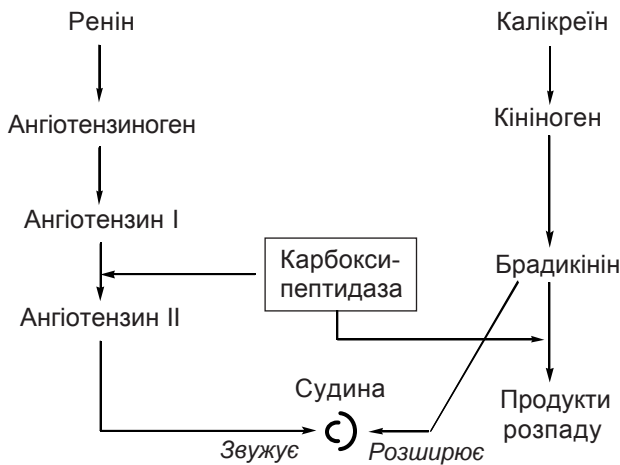 Ренін
Калікреїн
Ангіотензиноген
Кініноген
Ангіотензин I
Карбокси-
пептидаза
Брадикінін
Ангіотензин II
Судина
Продукти
розпаду
Звужує
Розширює